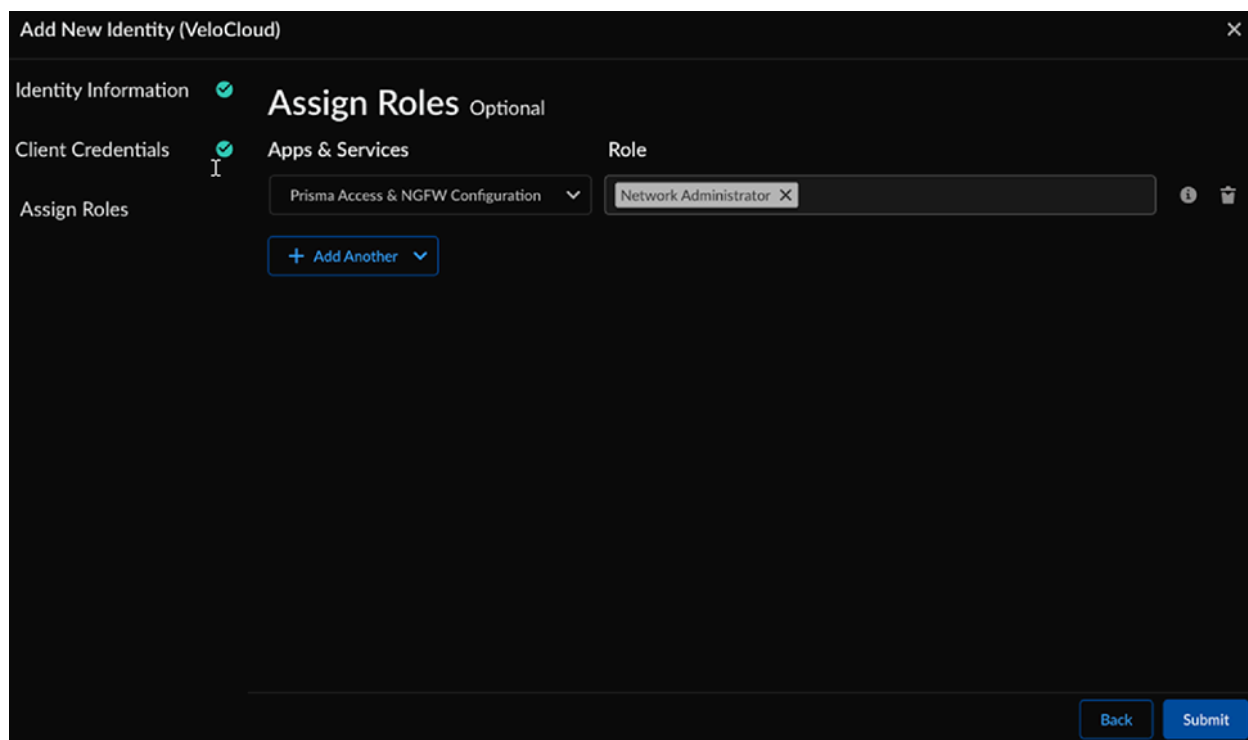 Add New Identity (VeloCloud)
Identity Information
Client Credentials
Assign Roles
Assign Roles Optional
Apps & Services Role
Prisma Access & NGFW Configuration Network Administrator
Add Another
Back Submit